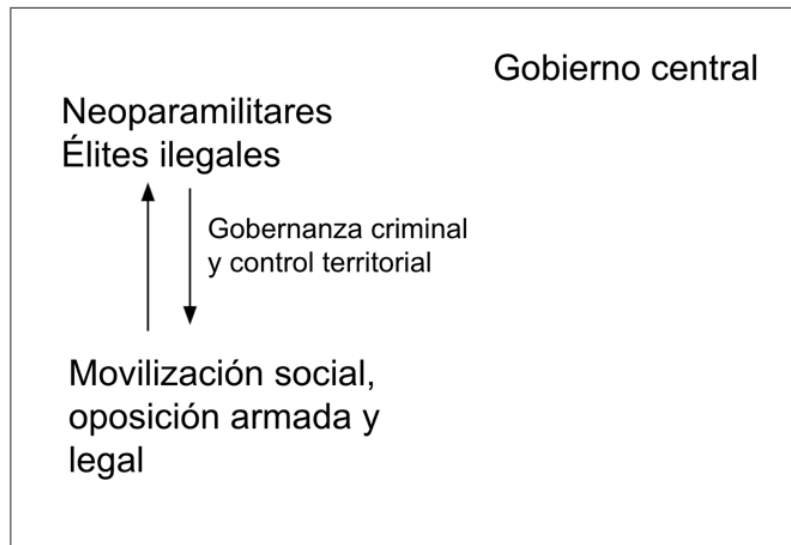 Gobierno central
Neoparamilitares
Élites ilegales
Gobernanza criminal
y control territorial
Movilización social,
oposición armada y
legal